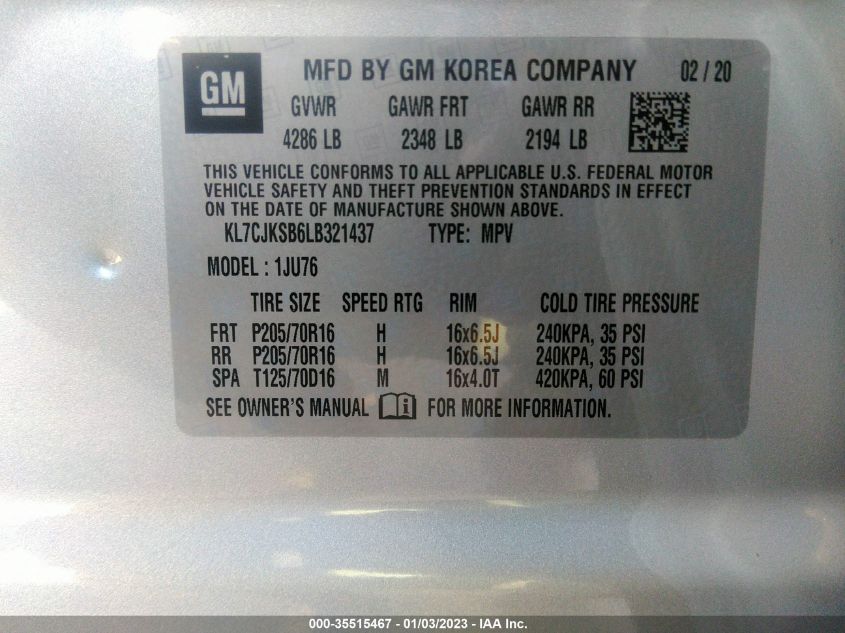 GM
MFD BY GM KOREA COMPANY 02 / 20
GVWR GAWR FRT GAWR RR
4286 LB 2348 LB 2194 LB
THIS VEHICLE CONFORMS TO ALL APPLICABLE U.S. FEDERAL MOTOR
VEHICLE SAFETY AND THEFT PREVENTION STANDARDS IN EFFECT
ON THE DATE OF MANUFACTURE SHOWN ABOVE.
KL7CJKSB6LB321437 TYPE: MPV
MODEL : 1JU76
TIRE SIZE SPEED RTG RIM COLD TIRE PRESSURE
FRT P205/70R16 H 16x6.5J 240KPA, 35 PSI
RR P205/70R16 H 16x6.5J 240KPA, 35 PSI
SPA T125/70D16 M 16x4.0T 420KPA, 60 PSI
SEE OWNER'S MANUAL i FOR MORE INFORMATION.
000-35515467 - 01/03/2023 - IAA Inc.